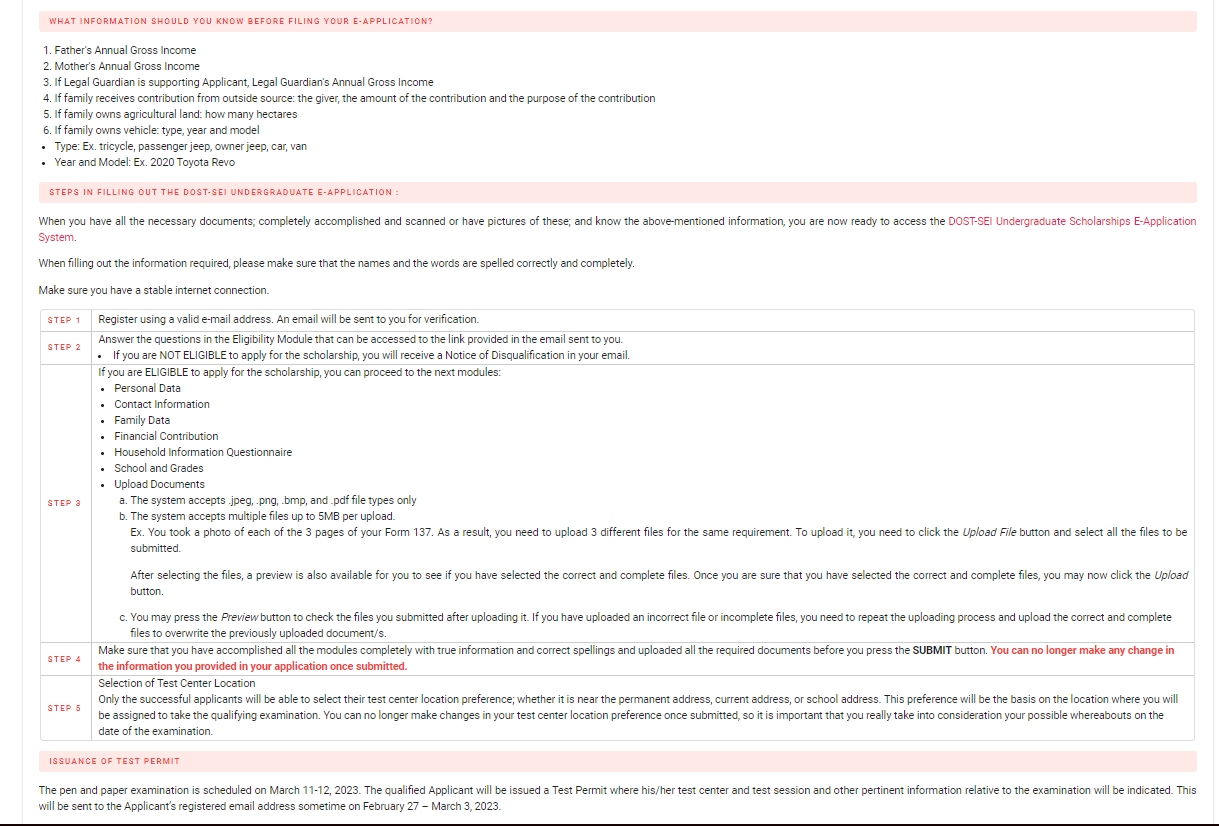 WHAT INFORMATION SHOULD YOU KNOW BEFORE FILING YOUR E-APPLICATION?
1. Father's Annual Gross Income
2. Mother's Annual Gross Income
3. If Legal Guardian is supporting Applicant, Legal Guardian's Annual Gross Income
4. If family receives contribution from outside source: the giver, the amount of the contribution and the purpose of the contribution
5. If family owns agricultural land: how many hectares
6. If family owns vehicle: type, year and model
• Type: Ex. tricycle, passenger jeep, owner jeep, car, van
• Year and Model: Ex. 2020 Toyota Revo
STEPS IN FILLING OUT THE DOST-SEI UNDERGRADUATE E-APPLICATION :
When you have all the necessary documents; completely accomplished and scanned or have pictures of these; and know the above-mentioned information, you are now ready to access the DOST-SEI Undergraduate Scholarships E-Application
System.
When filling out the information required, please make sure that the names and the words are spelled correctly and completely.
Make sure you have a stable internet connection.
STEP 1
Register using a valid e-mail address. An email will be sent to you for verification.
STEP 2
Answer the questions in the Eligibility Module that can be accessed to the link provided in the email sent to you.
• If you are NOT ELIGIBLE to apply for the scholarship, you will receive a Notice of Disqualification in your email.
STEP 3
If you are ELIGIBLE to apply for the scholarship, you can proceed to the next modules:
• Personal Data
• Contact Information
• Family Data
• Financial Contribution
• Household Information Questionnaire
• School and Grades
• Upload Documents
a. The system accepts .jpeg, .png, .bmp, and .pdf file types only
b. The system accepts multiple files up to 5MB per upload.
Ex. You took a photo of each of the 3 pages of your Form 137. As a result, you need to upload 3 different files for the same requirement. To upload it, you need to click the Upload File button and select all the files to be
submitted.
After selecting the files, a preview is also available for you to see if you have selected the correct and complete files. Once you are sure that you have selected the correct and complete files, you may now click the Upload
button.
c. You may press the Preview button to check the files you submitted after uploading it. If you have uploaded an incorrect file or incomplete files, you need to repeat the uploading process and upload the correct and complete
files to overwrite the previously uploaded document/s.
STEP 4
Make sure that you have accomplished all the modules completely with true information and correct spellings and uploaded all the required documents before you press the SUBMIT button. You can no longer make any change in
the information you provided in your application once submitted.
STEP 5
Selection of Test Center Location
Only the successful applicants will be able to select their test center location preference; whether it is near the permanent address, current address, or school address. This preference will be the basis on the location where you will
be assigned to take the qualifying examination. You can no longer make changes in your test center location preference once submitted, so it is important that you really take into consideration your possible whereabouts on the
date of the examination.
ISSUANCE OF TEST PERMIT
The pen and paper examination is scheduled on March 11-12, 2023. The qualified Applicant will be issued a Test Permit where his/her test center and test session and other pertinent information relative to the examination will be indicated. This
will be sent to the Applicant's registered email address sometime on February 27 – March 3, 2023.